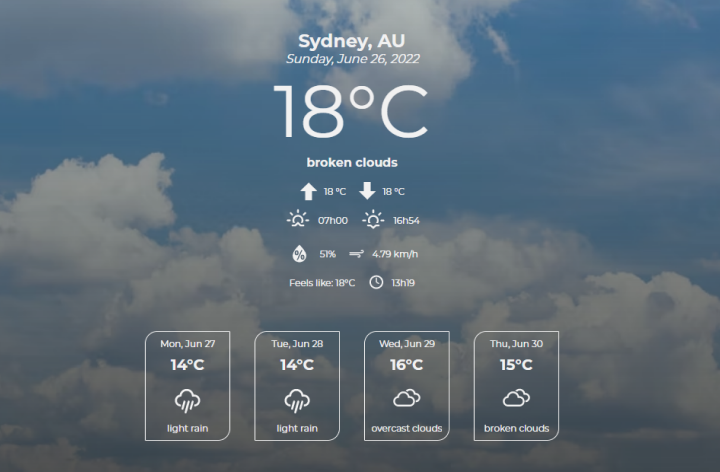 Sydney, AU
Sunday, June 26, 2022
18°C
broken clouds
18 °C 18 °C
07h00 16h54
% 51% 4.79 km/h
Feels like: 18°C 13h19
Mon, Jun 27 Tue, Jun 28 Wed, Jun 29 Thu, Jun 30
14°C 14°C 16°C 15°C
light rain light rain overcast clouds broken clouds